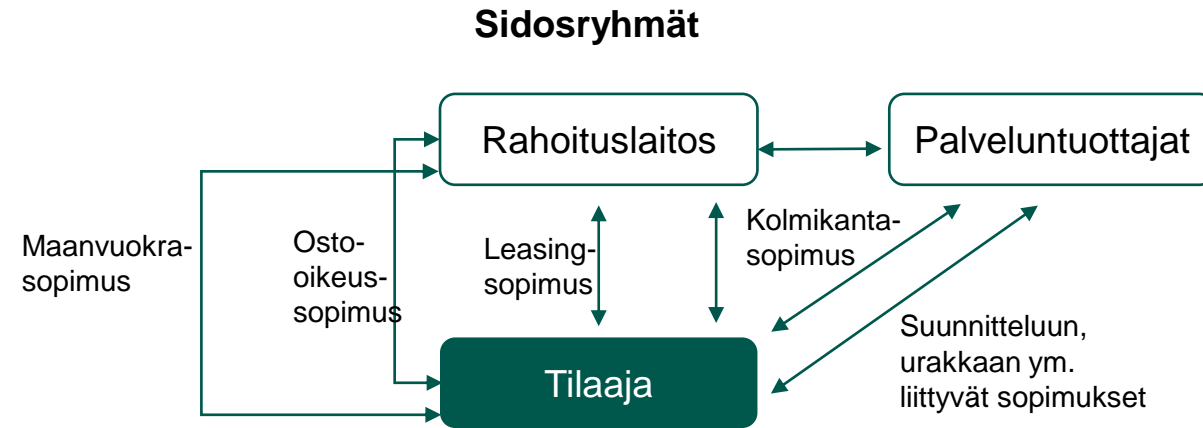 Sidosryhmät
Rahoituslaitos
Palveluntuottajat
Maanvuokra-
sopimus
Osto-
oikeus-
sopimus
Leasing-
sopimus
Kolmikanta-
sopimus
Suunnitteluun,
urakkaan ym.
liittyvät sopimukset
Tilaaja